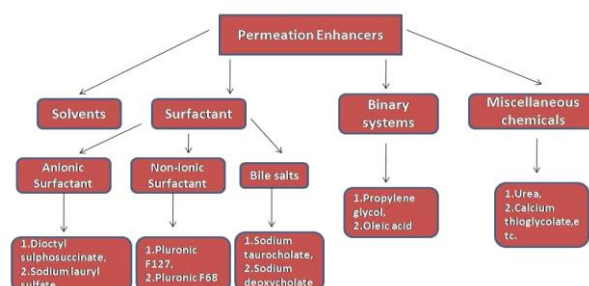 Permeation Enhancers
Solvents
Surfactant
Binary
systems
Miscellaneous
chemicals
Anionic
Surfactant
Non-ionic
Surfactant
Bile salts
1.Propylene
glycol,
2.Oleic acid
1.Urea,
2.Calcium
thioglycolate,e
tc.
1.Dioctyl
sulphosuccinate,
2.Sodium lauryl
sulfate
1.Pluronic
F127,
2.Pluronic F68
1.Sodium
taurocholate,
2.Sodium
deoxycholate